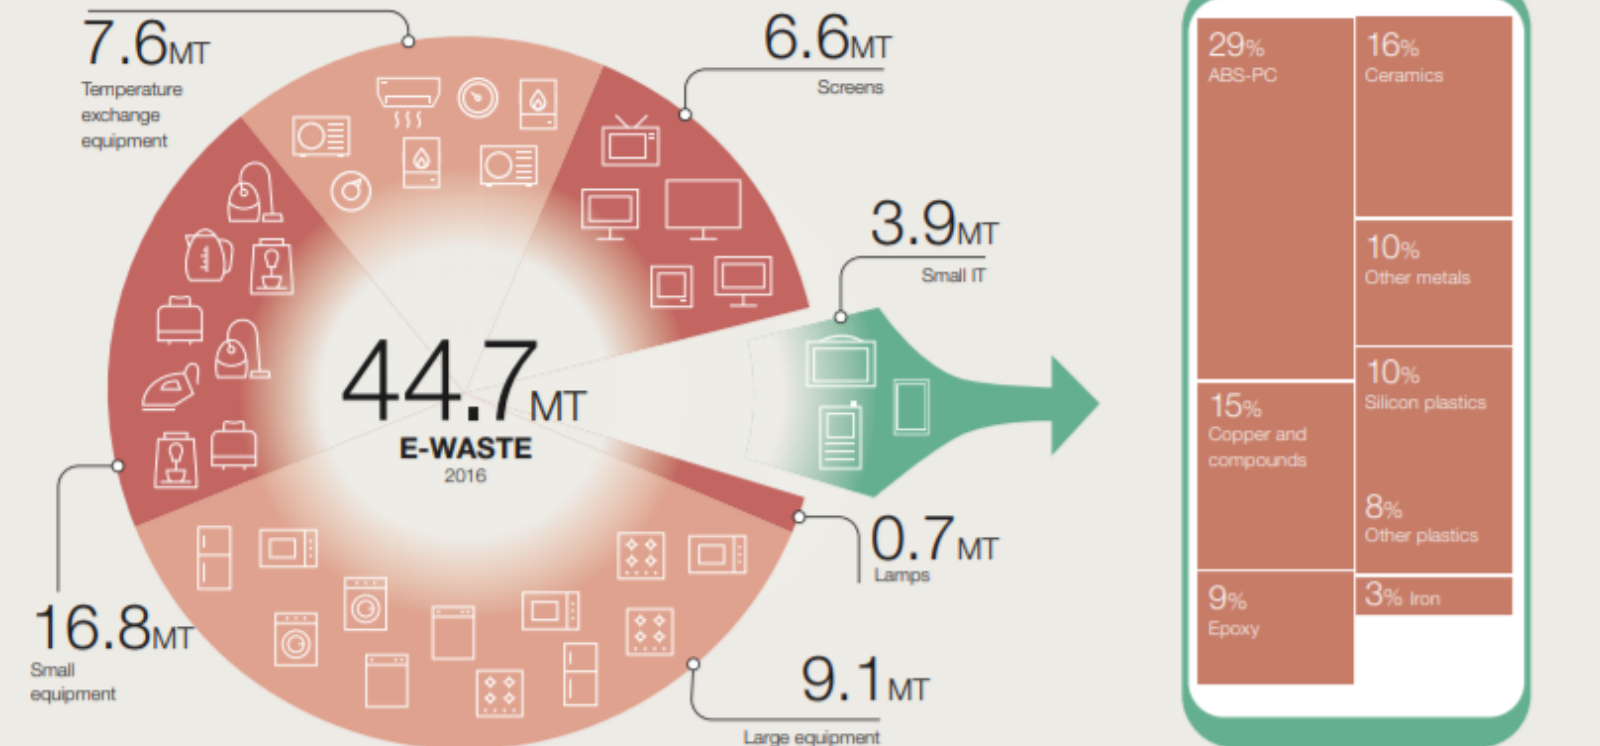 7.6MT
Temperature
exchange
equipment
6.6MT
Screens
3.9MT
Small IT
44.7MT
E-WASTE
2016
0.7MT
Lamps
16.8MT
Small
equipment
9.1MT
Large equipment
29%
ABS-PC
15%
Copper and
compounds
9%
Epoxy
16%
Ceramics
10%
Other metals
10%
Silicon plastics
8%
Other plastics
3% Iron